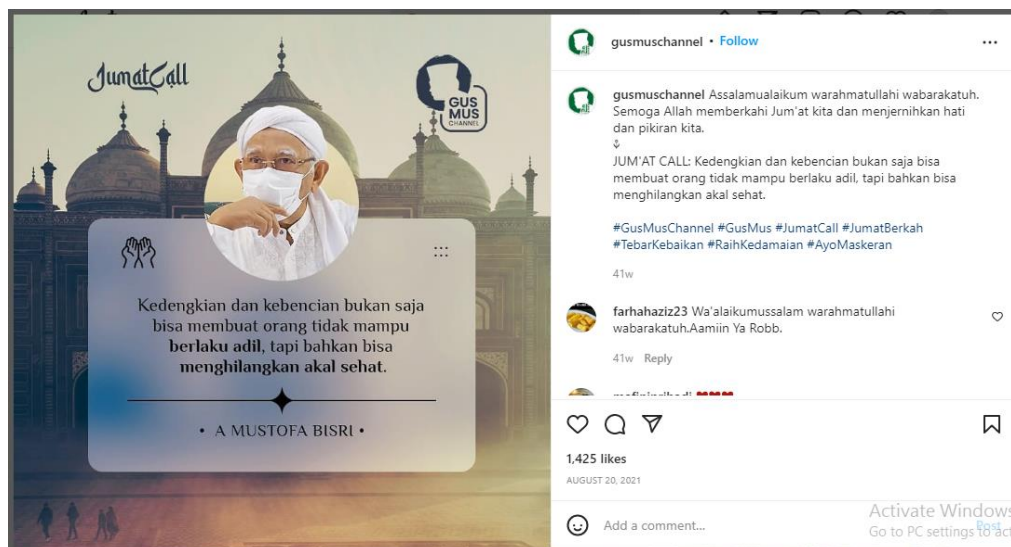 JumatCall
GUS
MUS
CHANNEL
Kedengkian dan kebencian bukan saja
bisa membuat orang tidak mampu
berlaku adil, tapi bahkan bisa
menghilangkan akal sehat.
• A MUSTOFA BISRI •
gusmuschannel • Follow
gusmuschannel Assalamualaikum warahmatullahi wabarakatuh.
Semoga Allah memberkahi Jum'at kita dan menjernihkan hati
dan pikiran kita.
JUM'AT CALL: Kedengkian dan kebencian bukan saja bisa
membuat orang tidak mampu berlaku adil, tapi bahkan bisa
menghilangkan akal sehat.
#GusMusChannel #GusMus #JumatCall #JumatBerkah
#TebarKebaikan #RaihKedamaian #AyoMaskeran
41w
farhahaziz23 Wa'alaikumussalam warahmatullahi
wabarakatuh.Aamiin Ya Robb.
41w Reply
1,425 likes
AUGUST 20, 2021
Add a comment...
Post
Activate Windows
Go to PC settings to act